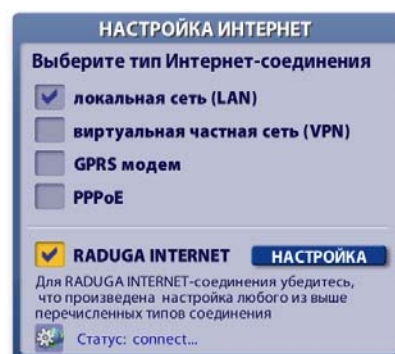 НАСТРОЙКА ИНТЕРНЕТ
Выберите тип Интернет-соединения
локальная сеть (LAN)
виртуальная частная сеть (VPN)
GPRS модем
PPPoE
RADUGA INTERNET НАСТРОЙКА
Для RADUGA INTERNET-соединения убедитесь,
что произведена настройка любого из выше
перечисленных типов соединения
Статус: connect...